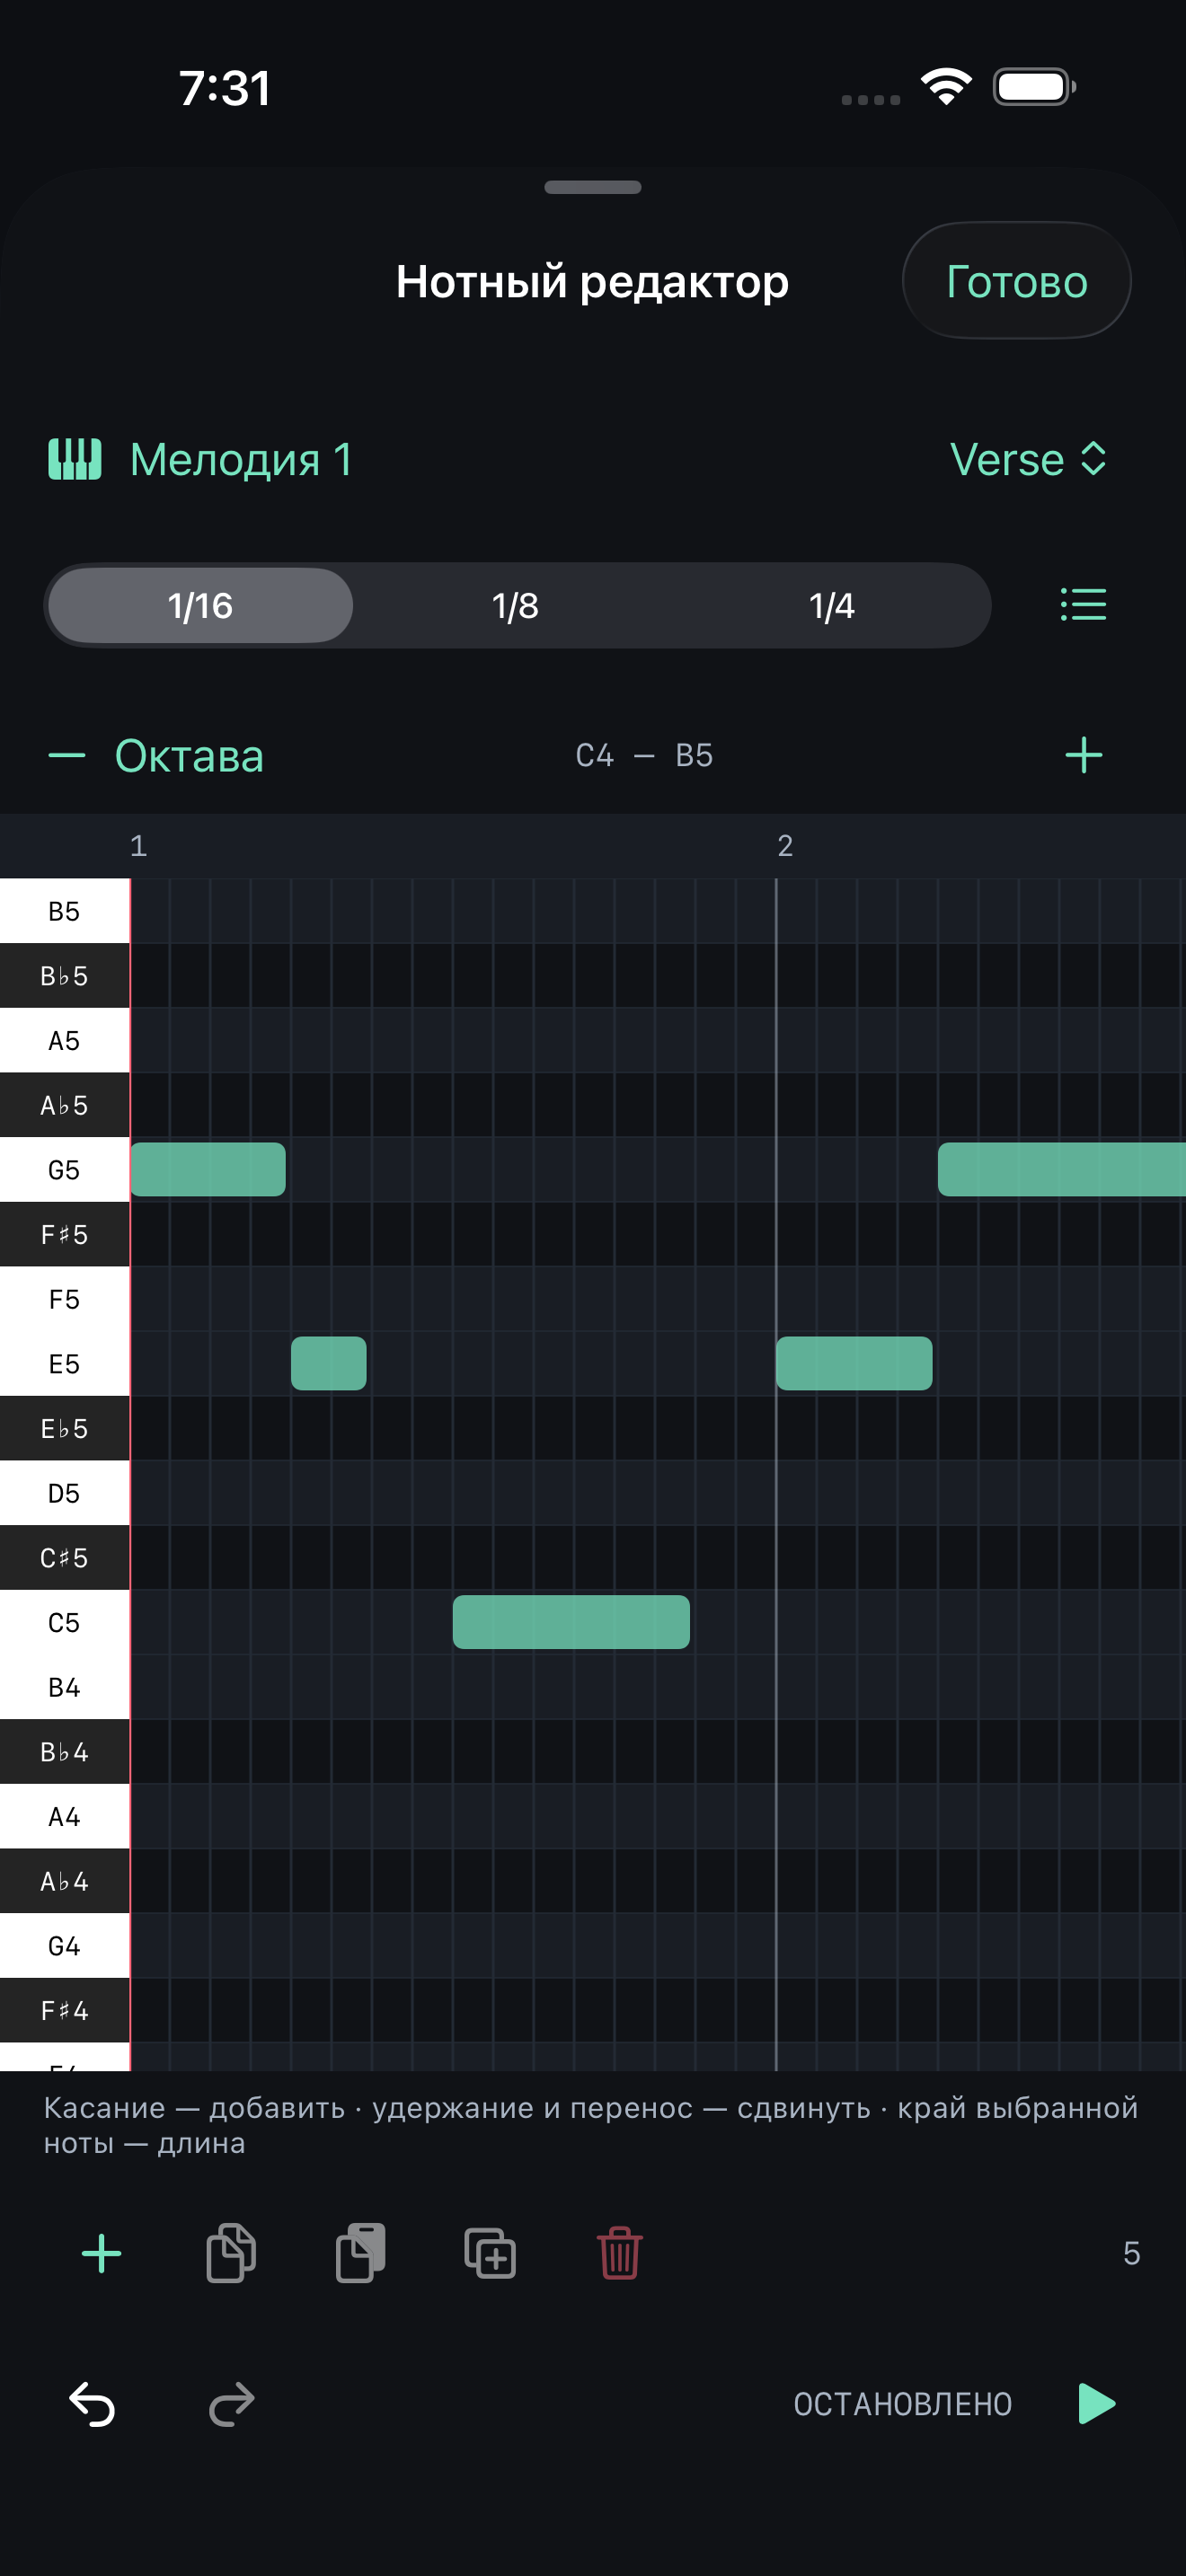 7:31
Нотный редактор
Готово
Мелодия 1
Verse
1/16
1/8
1/4
Октава
C4 – B5
1
2
B5
B♭5
A5
A♭5
G5
F♯5
F5
E5
E♭5
D5
C♯5
C5
B4
B♭4
A4
A♭4
G4
F♯4
Касание — добавить · удержание и перенос — сдвинуть · край выбранной
ноты — длина
5
ОСТАНОВЛЕНО